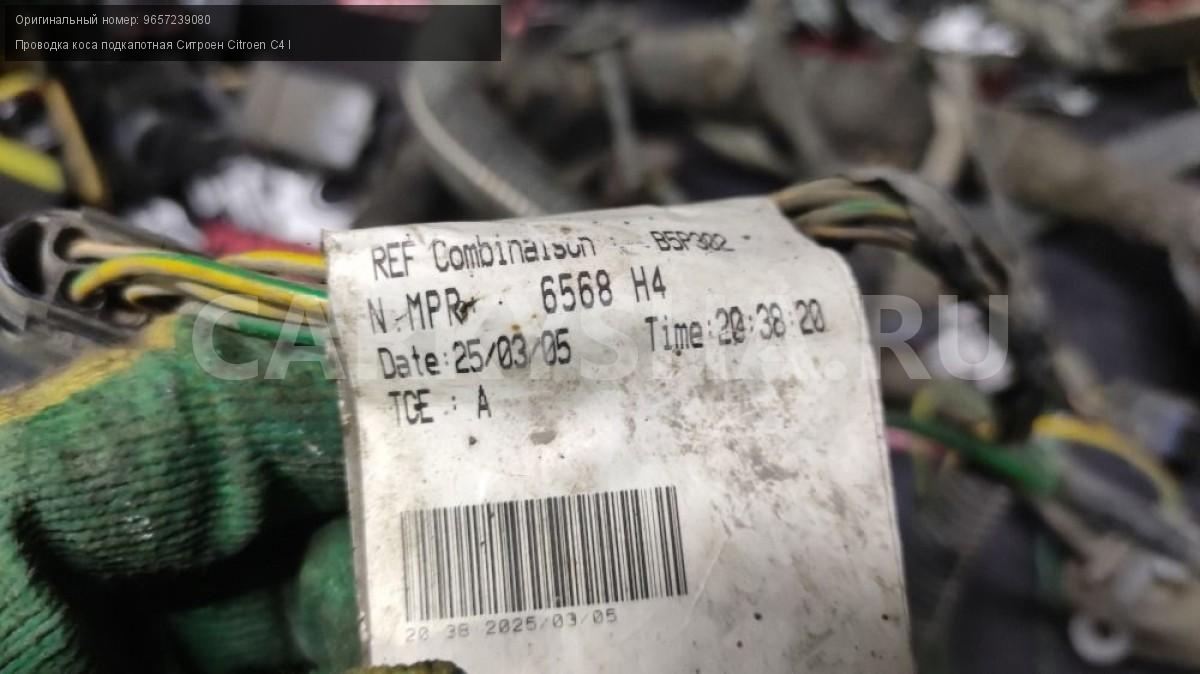 Оригинальный номер: 9657239080
Проводка коса подкапотная Ситроен Citroen C4 I
REF Combinaison : B5P302
N.MPR : 6568 H4
Date:25/03/05 Time:20:38:20
TCE : A
20 38 2025/03/05